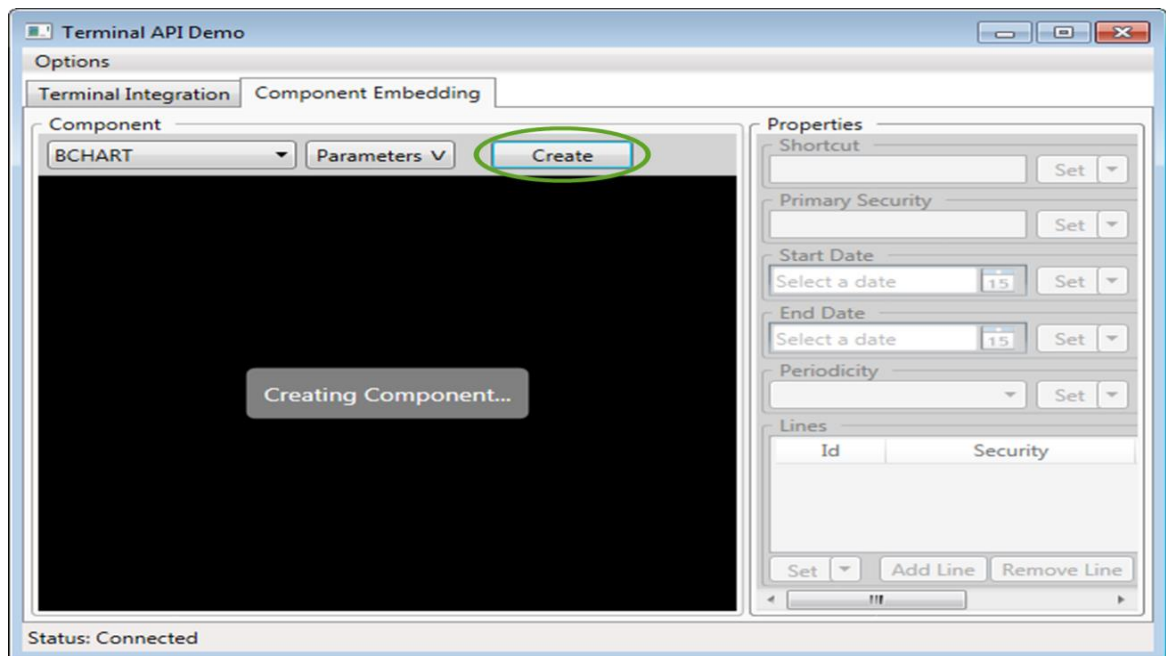 Terminal API Demo
Options
Terminal Integration Component Embedding
Component
BCHART Parameters V Create
Creating Component...
Properties
Shortcut
Set
Primary Security
Set
Start Date
Select a date 15 Set
End Date
Select a date 15 Set
Periodicity
Set
Lines
Id Security
Set Add Line Remove Line
Status: Connected